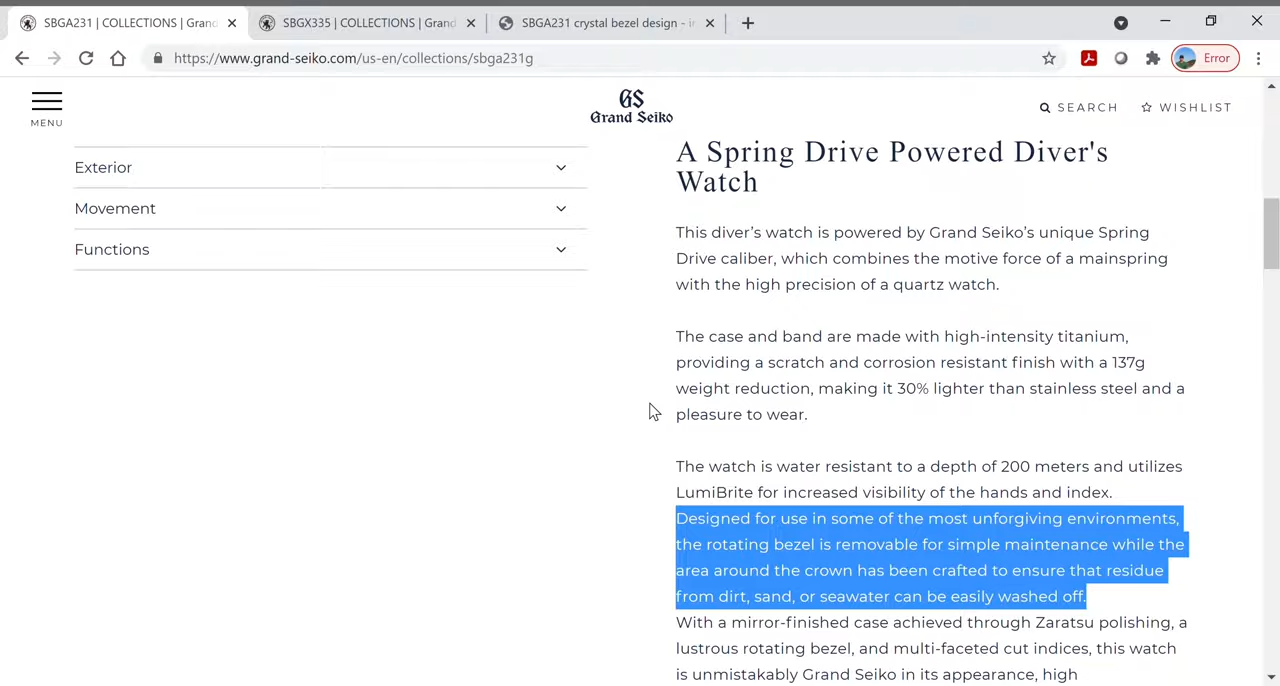 SBGA231 | COLLECTIONS | Gran
SBGX335 | COLLECTIONS | Grand
SBGA231 crystal bezel design - i
https://www.grand-seiko.com/us-en/collections/sbga231g
Error
MENU
GS
Grand Seiko
SEARCH
WISHLIST
Exterior
Movement
Functions
A Spring Drive Powered Diver's
Watch
This diver's watch is powered by Grand Seiko's unique Spring
Drive caliber, which combines the motive force of a mainspring
with the high precision of a quartz watch.
The case and band are made with high-intensity titanium,
providing a scratch and corrosion resistant finish with a 137g
weight reduction, making it 30% lighter than stainless steel and a
pleasure to wear.
The watch is water resistant to a depth of 200 meters and utilizes
LumiBrite for increased visibility of the hands and index.
Designed for use in some of the most unforgiving environments,
the rotating bezel is removable for simple maintenance while the
area around the crown has been crafted to ensure that residue
from dirt, sand, or seawater can be easily washed off.
With a mirror-finished case achieved through Zaratsu polishing, a
lustrous rotating bezel, and multi-faceted cut indices, this watch
is unmistakably Grand Seiko in its appearance, high